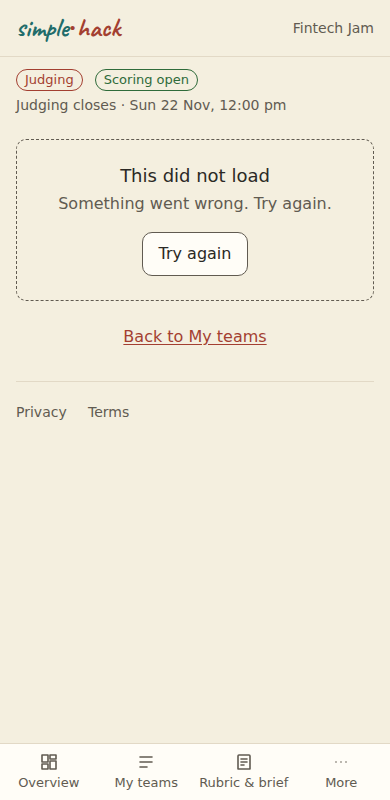 simple·hack
Fintech Jam
Judging
Scoring open
Judging closes · Sun 22 Nov, 12:00 pm
This did not load
Something went wrong. Try again.
Try again
Back to My teams
Privacy
Terms
Overview
My teams
Rubric & brief
More